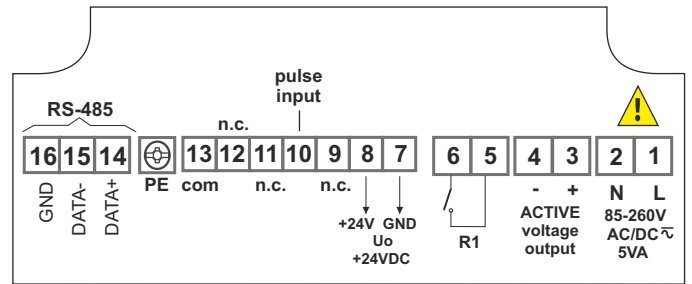 pulse
input
RS-485
n.c.
!
16 15 14 13 12 11 10 9 8 7 6 5 4 3 2 1
GND
DATA-
DATA+
PE com n.c. n.c.
+24V GND
Uo
+24VDC
R1
- +
ACTIVE
voltage
output
N L
85-260V
AC/DC
5VA